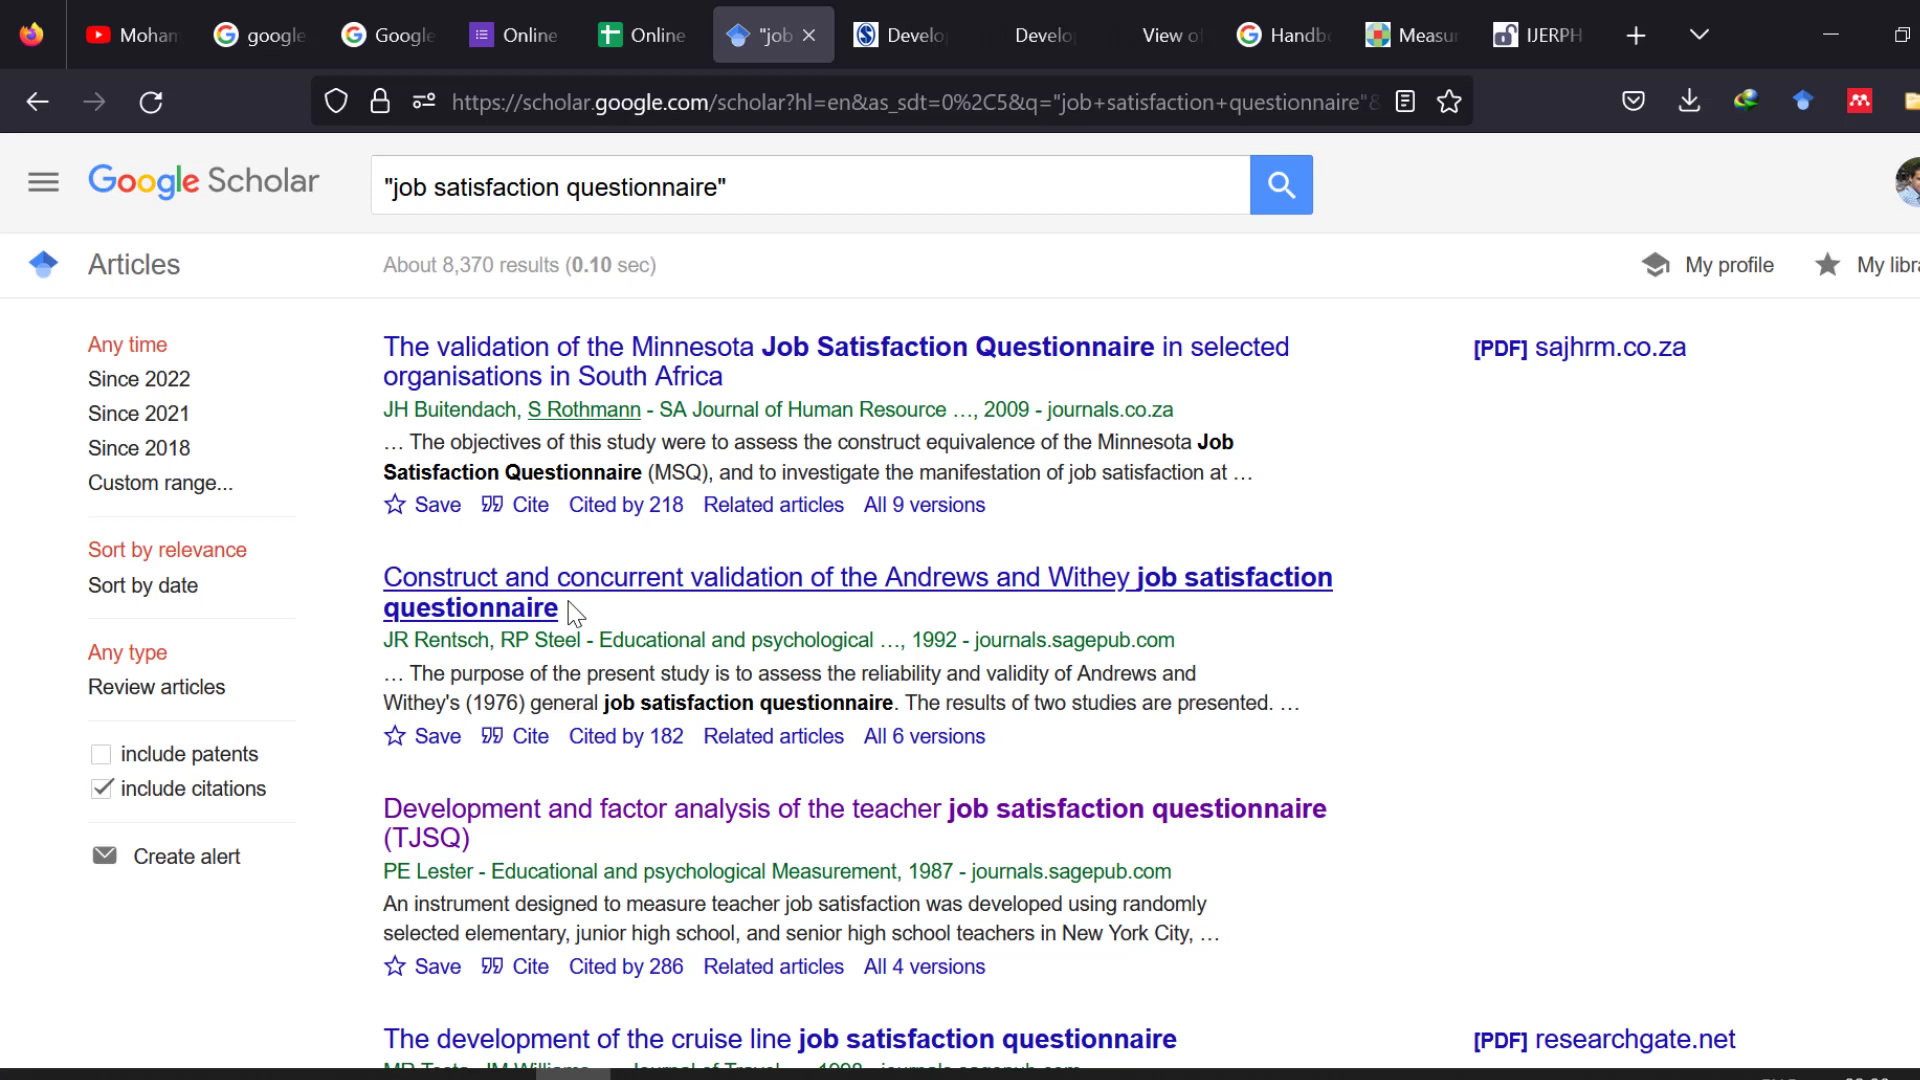 Moham
google
Google
Online
Online
"job
Develo
Develo
View o
Handb
Measur
IJERPH
https://scholar.google.com/scholar?hl=en&as_sdt=0%2C5&q="job+satisfaction+questionnaire"&
Google Scholar
"job satisfaction questionnaire"
Articles
About 8,370 results (0.10 sec)
My profile
My libra
Any time
Since 2022
Since 2021
Since 2018
Custom range...
Sort by relevance
Sort by date
Any type
Review articles
include patents
include citations
Create alert
The validation of the Minnesota Job Satisfaction Questionnaire in selected
organisations in South Africa
[PDF] sajhrm.co.za
JH Buitendach, S Rothmann - SA Journal of Human Resource …, 2009 - journals.co.za
… The objectives of this study were to assess the construct equivalence of the Minnesota Job
Satisfaction Questionnaire (MSQ), and to investigate the manifestation of job satisfaction at …
Save Cite Cited by 218 Related articles All 9 versions
Construct and concurrent validation of the Andrews and Withey job satisfaction
questionnaire
JR Rentsch, RP Steel - Educational and psychological …, 1992 - journals.sagepub.com
… The purpose of the present study is to assess the reliability and validity of Andrews and
Withey's (1976) general job satisfaction questionnaire. The results of two studies are presented. …
Save Cite Cited by 182 Related articles All 6 versions
Development and factor analysis of the teacher job satisfaction questionnaire
(TJSQ)
PE Lester - Educational and psychological Measurement, 1987 - journals.sagepub.com
An instrument designed to measure teacher job satisfaction was developed using randomly
selected elementary, junior high school, and senior high school teachers in New York City, …
Save Cite Cited by 286 Related articles All 4 versions
The development of the cruise line job satisfaction questionnaire
[PDF] researchgate.net